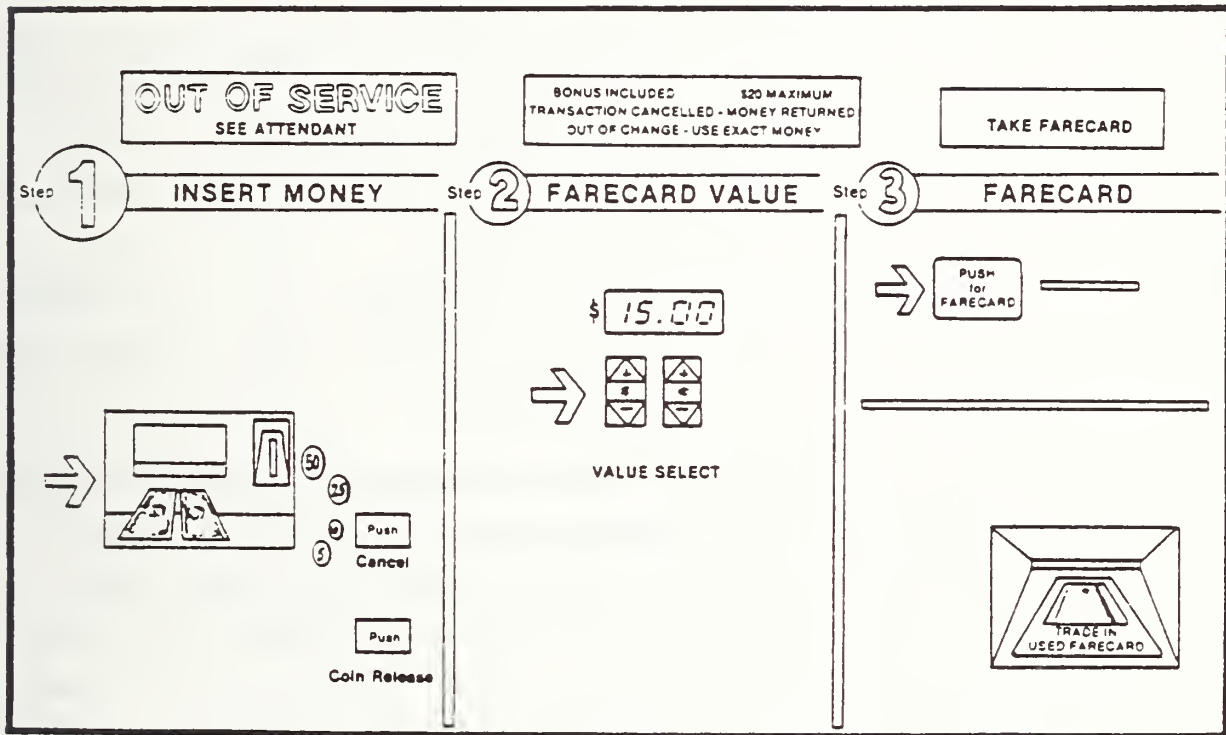 OUT OF SERVICE
SEE ATTENDANT
BONUS INCLUDED $20 MAXIMUM
TRANSACTION CANCELLED - MONEY RETURNED
OUT OF CHANGE - USE EXACT MONEY
TAKE FARECARD
Step 1 INSERT MONEY
Step 2 FARECARD VALUE
Step 3 FARECARD
PUSH
for
FARECARD
$ 15.00
+ +
- -
VALUE SELECT
50
25
10
5
Push
Cancel
Push
Coin Release
TRADE IN
USED FARECARD